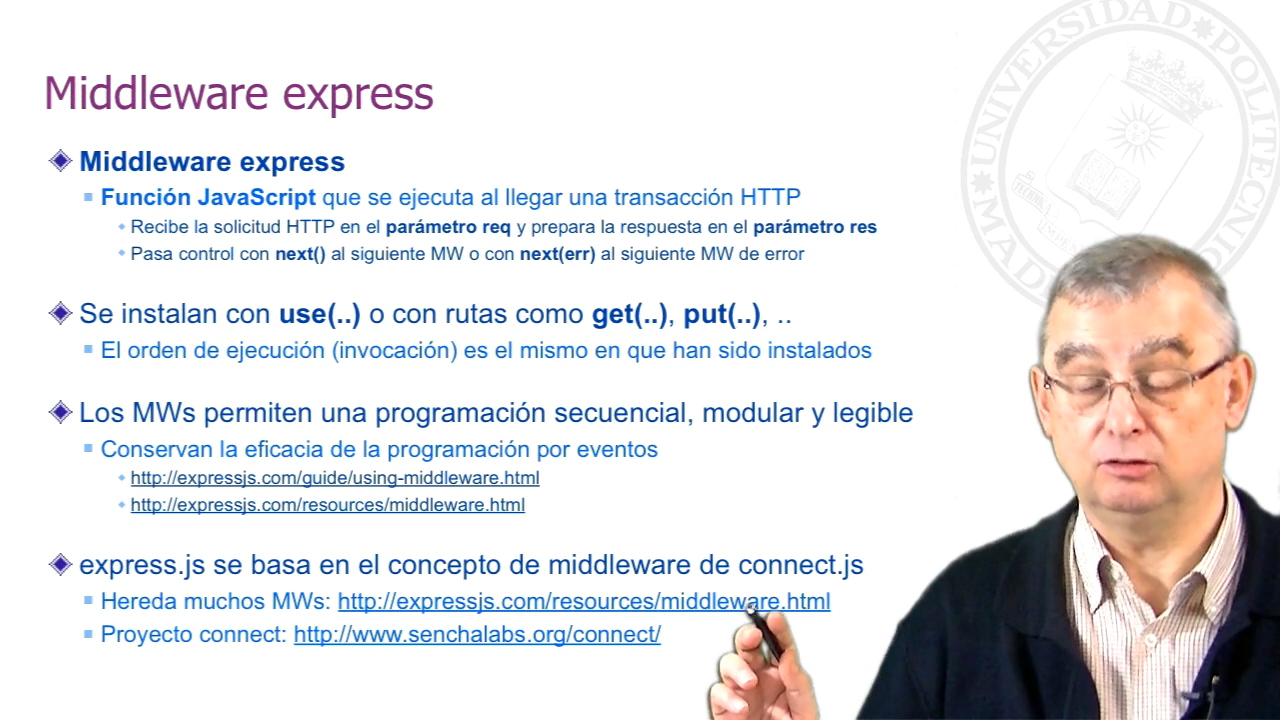 Middleware express
Middleware express
Función JavaScript que se ejecuta al llegar una transacción HTTP
Recibe la solicitud HTTP en el parámetro req y prepara la respuesta en el parámetro res
Pasa control con next() al siguiente MW o con next(err) al siguiente MW de error
Se instalan con use(..) o con rutas como get(..), put(..), ..
El orden de ejecución (invocación) es el mismo en que han sido instalados
Los MWs permiten una programación secuencial, modular y legible
Conservan la eficacia de la programación por eventos
http://expressjs.com/guide/using-middleware.html
http://expressjs.com/resources/middleware.html
express.js se basa en el concepto de middleware de connect.js
Hereda muchos MWs: http://expressjs.com/resources/middleware.html
Proyecto connect: http://www.senchalabs.org/connect/
UNIVERSIDAD